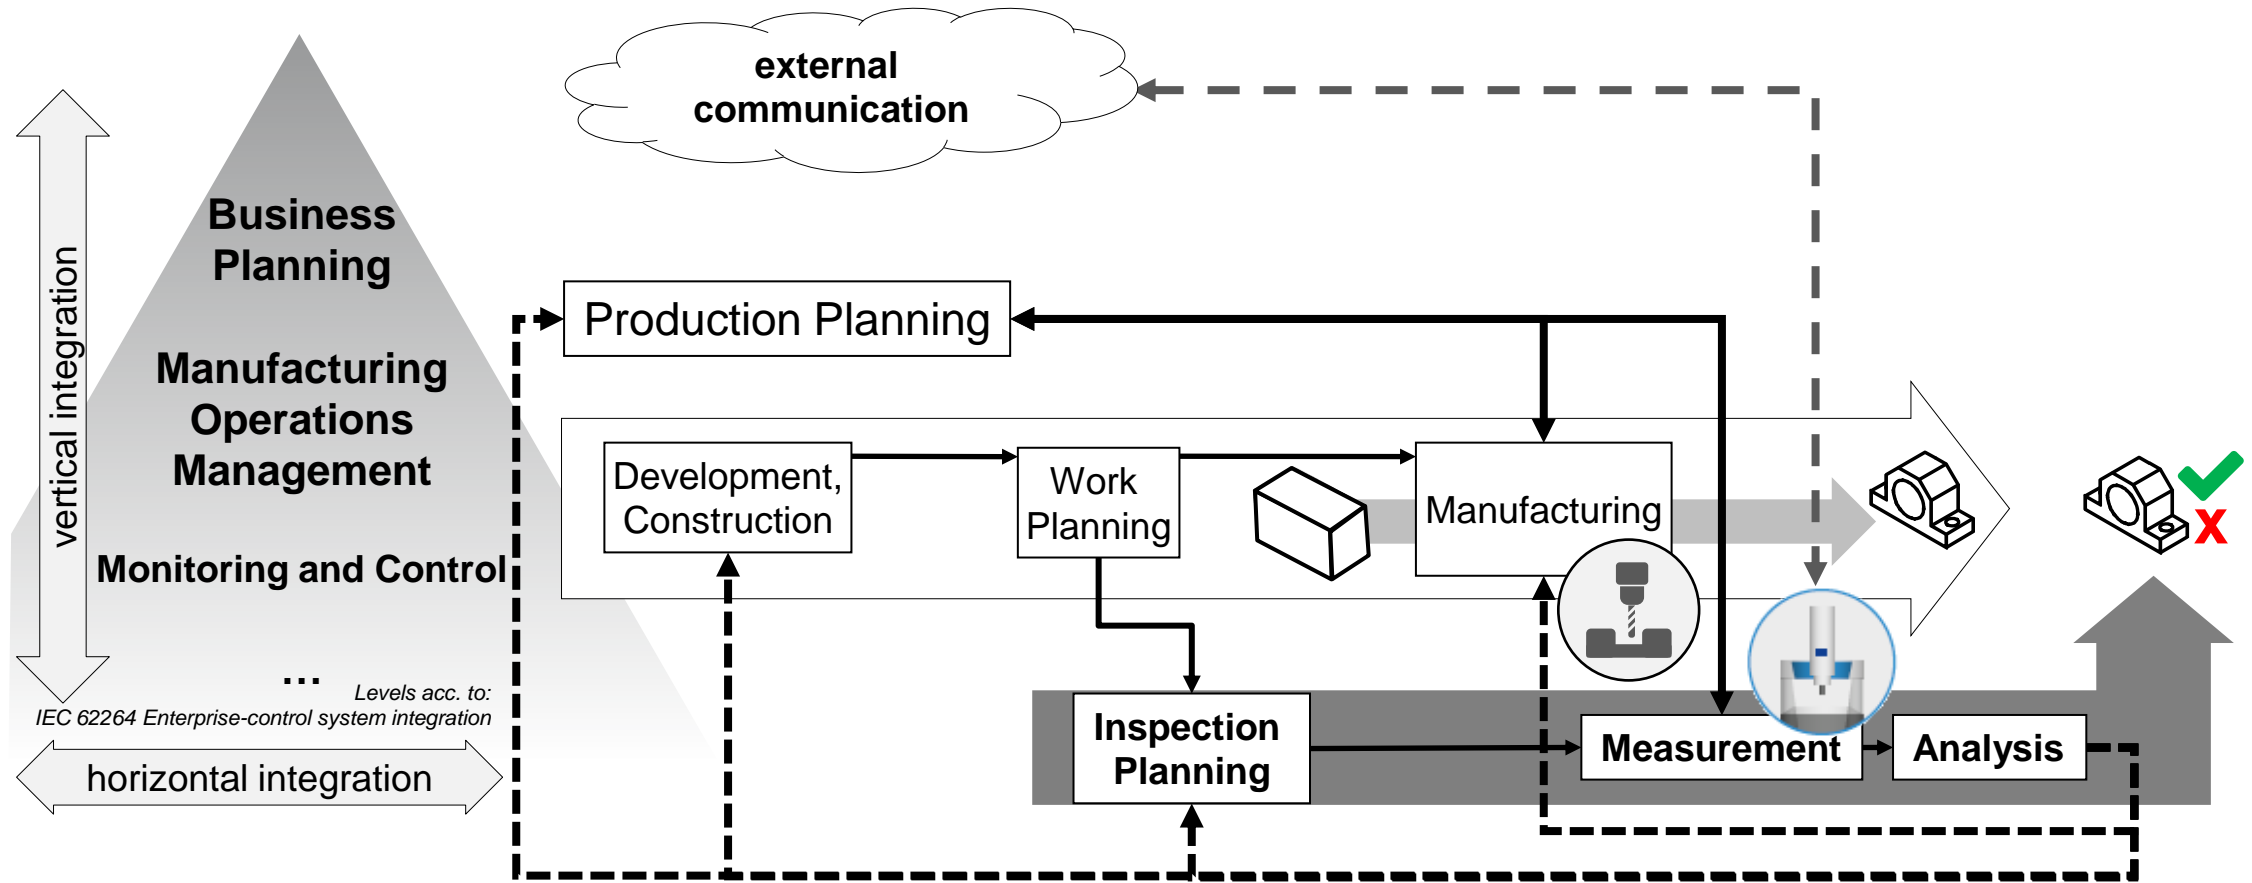 external
communication
Business
Planning
vertical integration
Production Planning
Manufacturing
Operations
Management
Development,
Construction
Work
Planning
Manufacturing
X
Monitoring and Control
...
Levels acc. to:
IEC 62264 Enterprise-control system integration
Inspection
Planning
Measurement
Analysis
horizontal integration